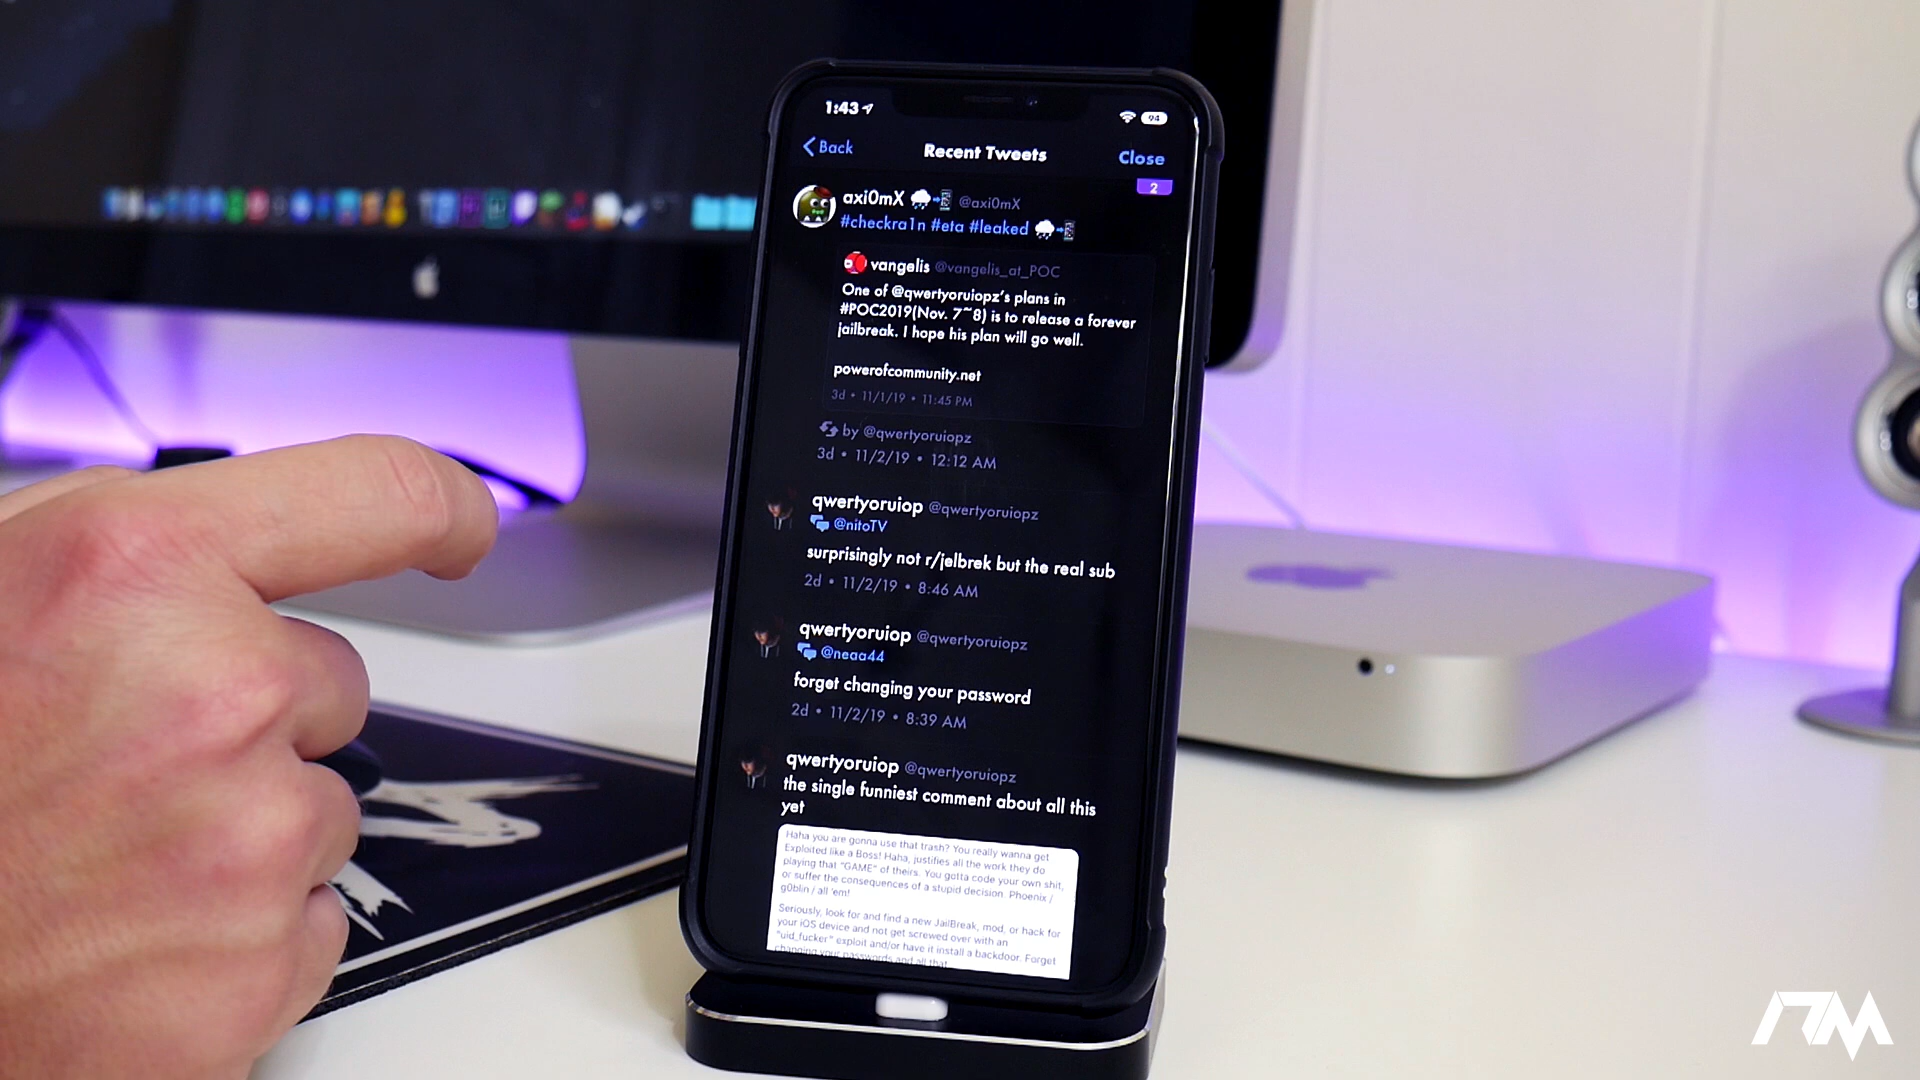 1:43
94
Back
Recent Tweets
Close
2
axi0mX @axi0mX
#checkra1n #eta #leaked
vangelis @vangelis_at_POC
One of @qwertyoruiopz's plans in
#POC2019(Nov. 7~8) is to release a forever
jailbreak. I hope his plan will go well.
powerofcommunity.net
3d • 11/1/19 • 11:45 PM
by @qwertyoruiopz
3d • 11/2/19 • 12:12 AM
qwertyoruiop @qwertyoruiopz
@nitoTV
surprisingly not r/jelbrek but the real sub
2d • 11/2/19 • 8:46 AM
qwertyoruiop @qwertyoruiopz
@neaa44
forget changing your password
2d • 11/2/19 • 8:39 AM
qwertyoruiop @qwertyoruiopz
the single funniest comment about all this
yet
Haha you are gonna use that trash? You really wanna get
Exploited like a Boss! Haha, justifies all the work they do
playing that "GAME" of theirs. You gotta code your own shit,
or suffer the consequences of a stupid decision. Phoenix /
g0blin / all 'em!
Seriously, look for and find a new JailBreak, mod, or hack for
your iOS device and not get screwed over with an
"uid_fucker" exploit and/or have it install a backdoor. Forget
changing your passwords and all that